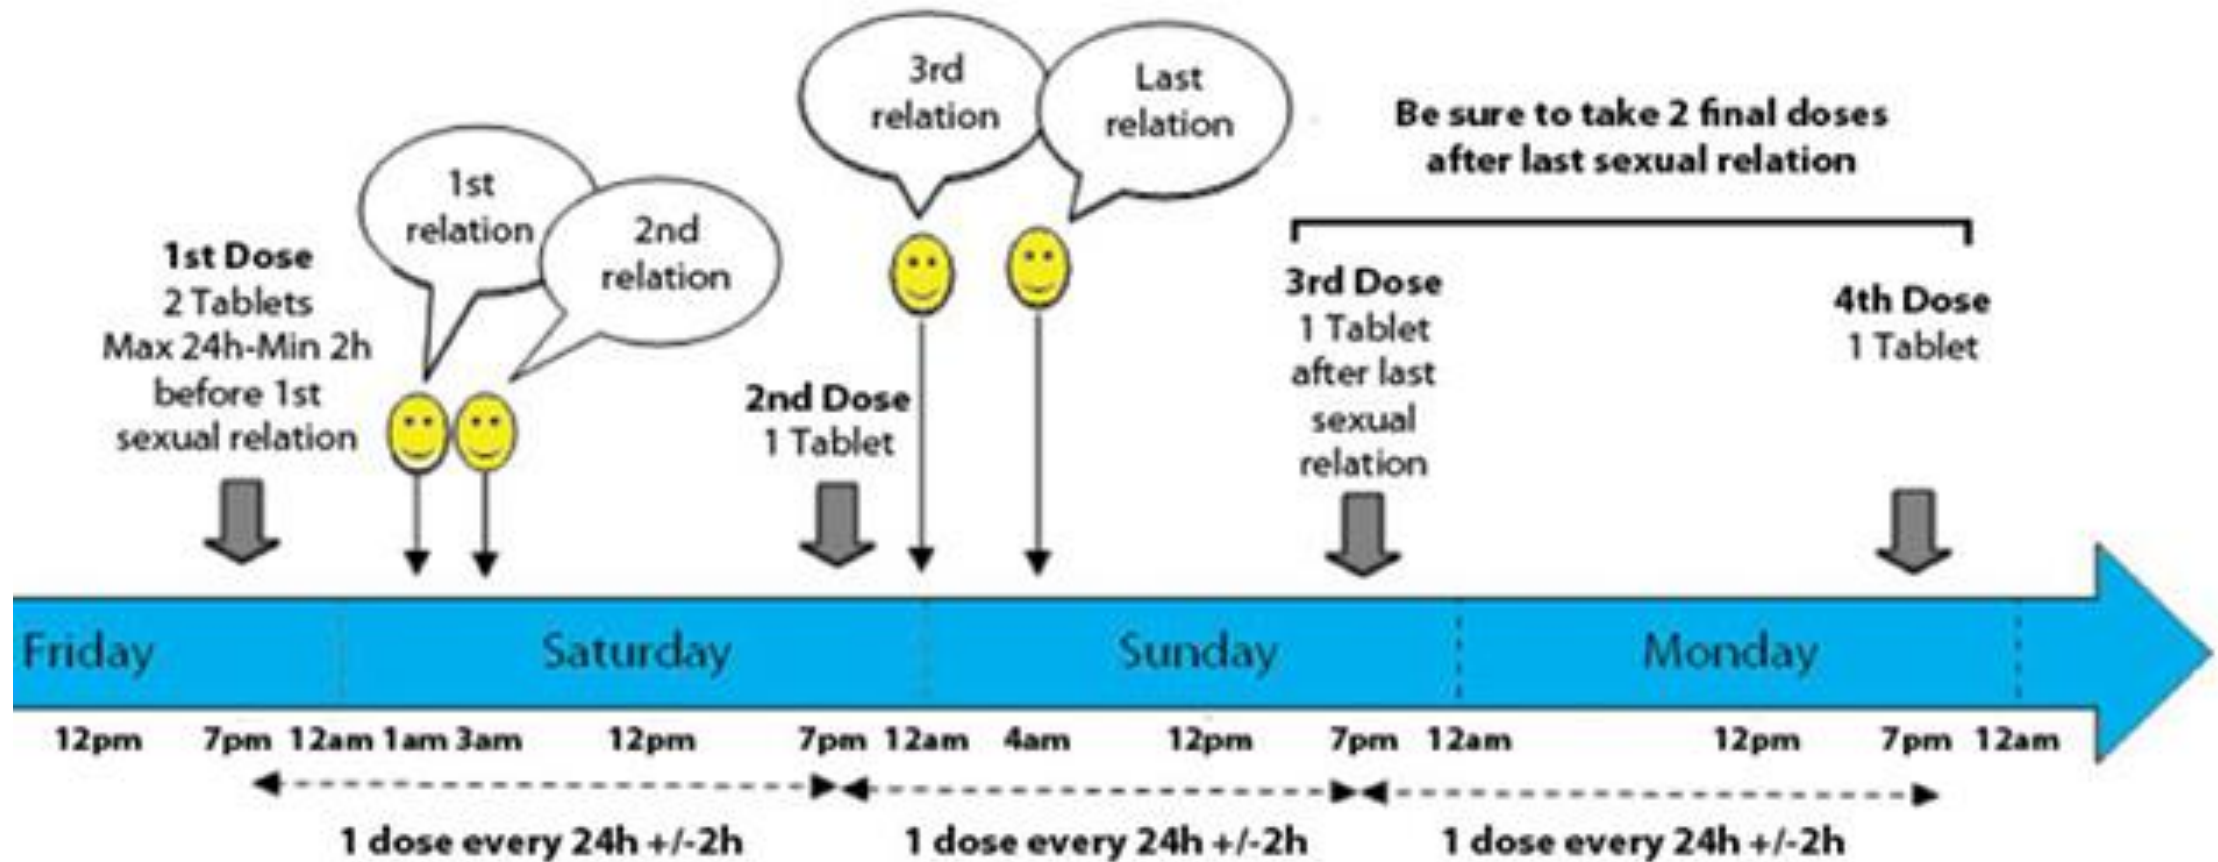 1st Dose
2 Tablets
Max 24h-Min 2h
before 1st
sexual relation
1st
relation
2nd
relation
2nd Dose
1 Tablet
3rd
relation
Last
relation
Be sure to take 2 final doses
after last sexual relation
3rd Dose
1 Tablet
after last
sexual
relation
4th Dose
1 Tablet
Friday Saturday Sunday Monday
12pm 7pm 12am 1am 3am 12pm 7pm 12am 4am 12pm 7pm 12am 12pm 7pm 12am
1 dose every 24h +/-2h 1 dose every 24h +/-2h 1 dose every 24h +/-2h